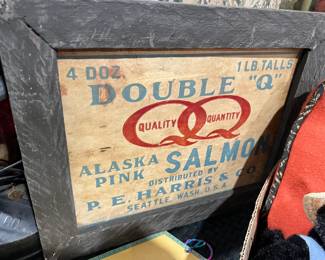 4 DOZ. 1 LB. TALLS
DOUBLE "Q"
QUALITY QUANTITY
ALASKA
PINK SALMON
DISTRIBUTED BY
P. E. HARRIS & CO.
SEATTLE, WASH. U.S.A.